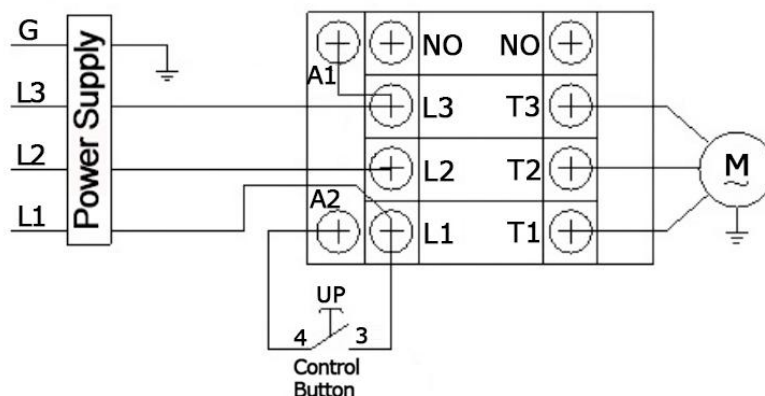 G
L3
L2
L1
Power Supply
A1
A2
NO NO
L3 T3
L2 T2
L1 T1
M
~
UP
4 3
Control
Button